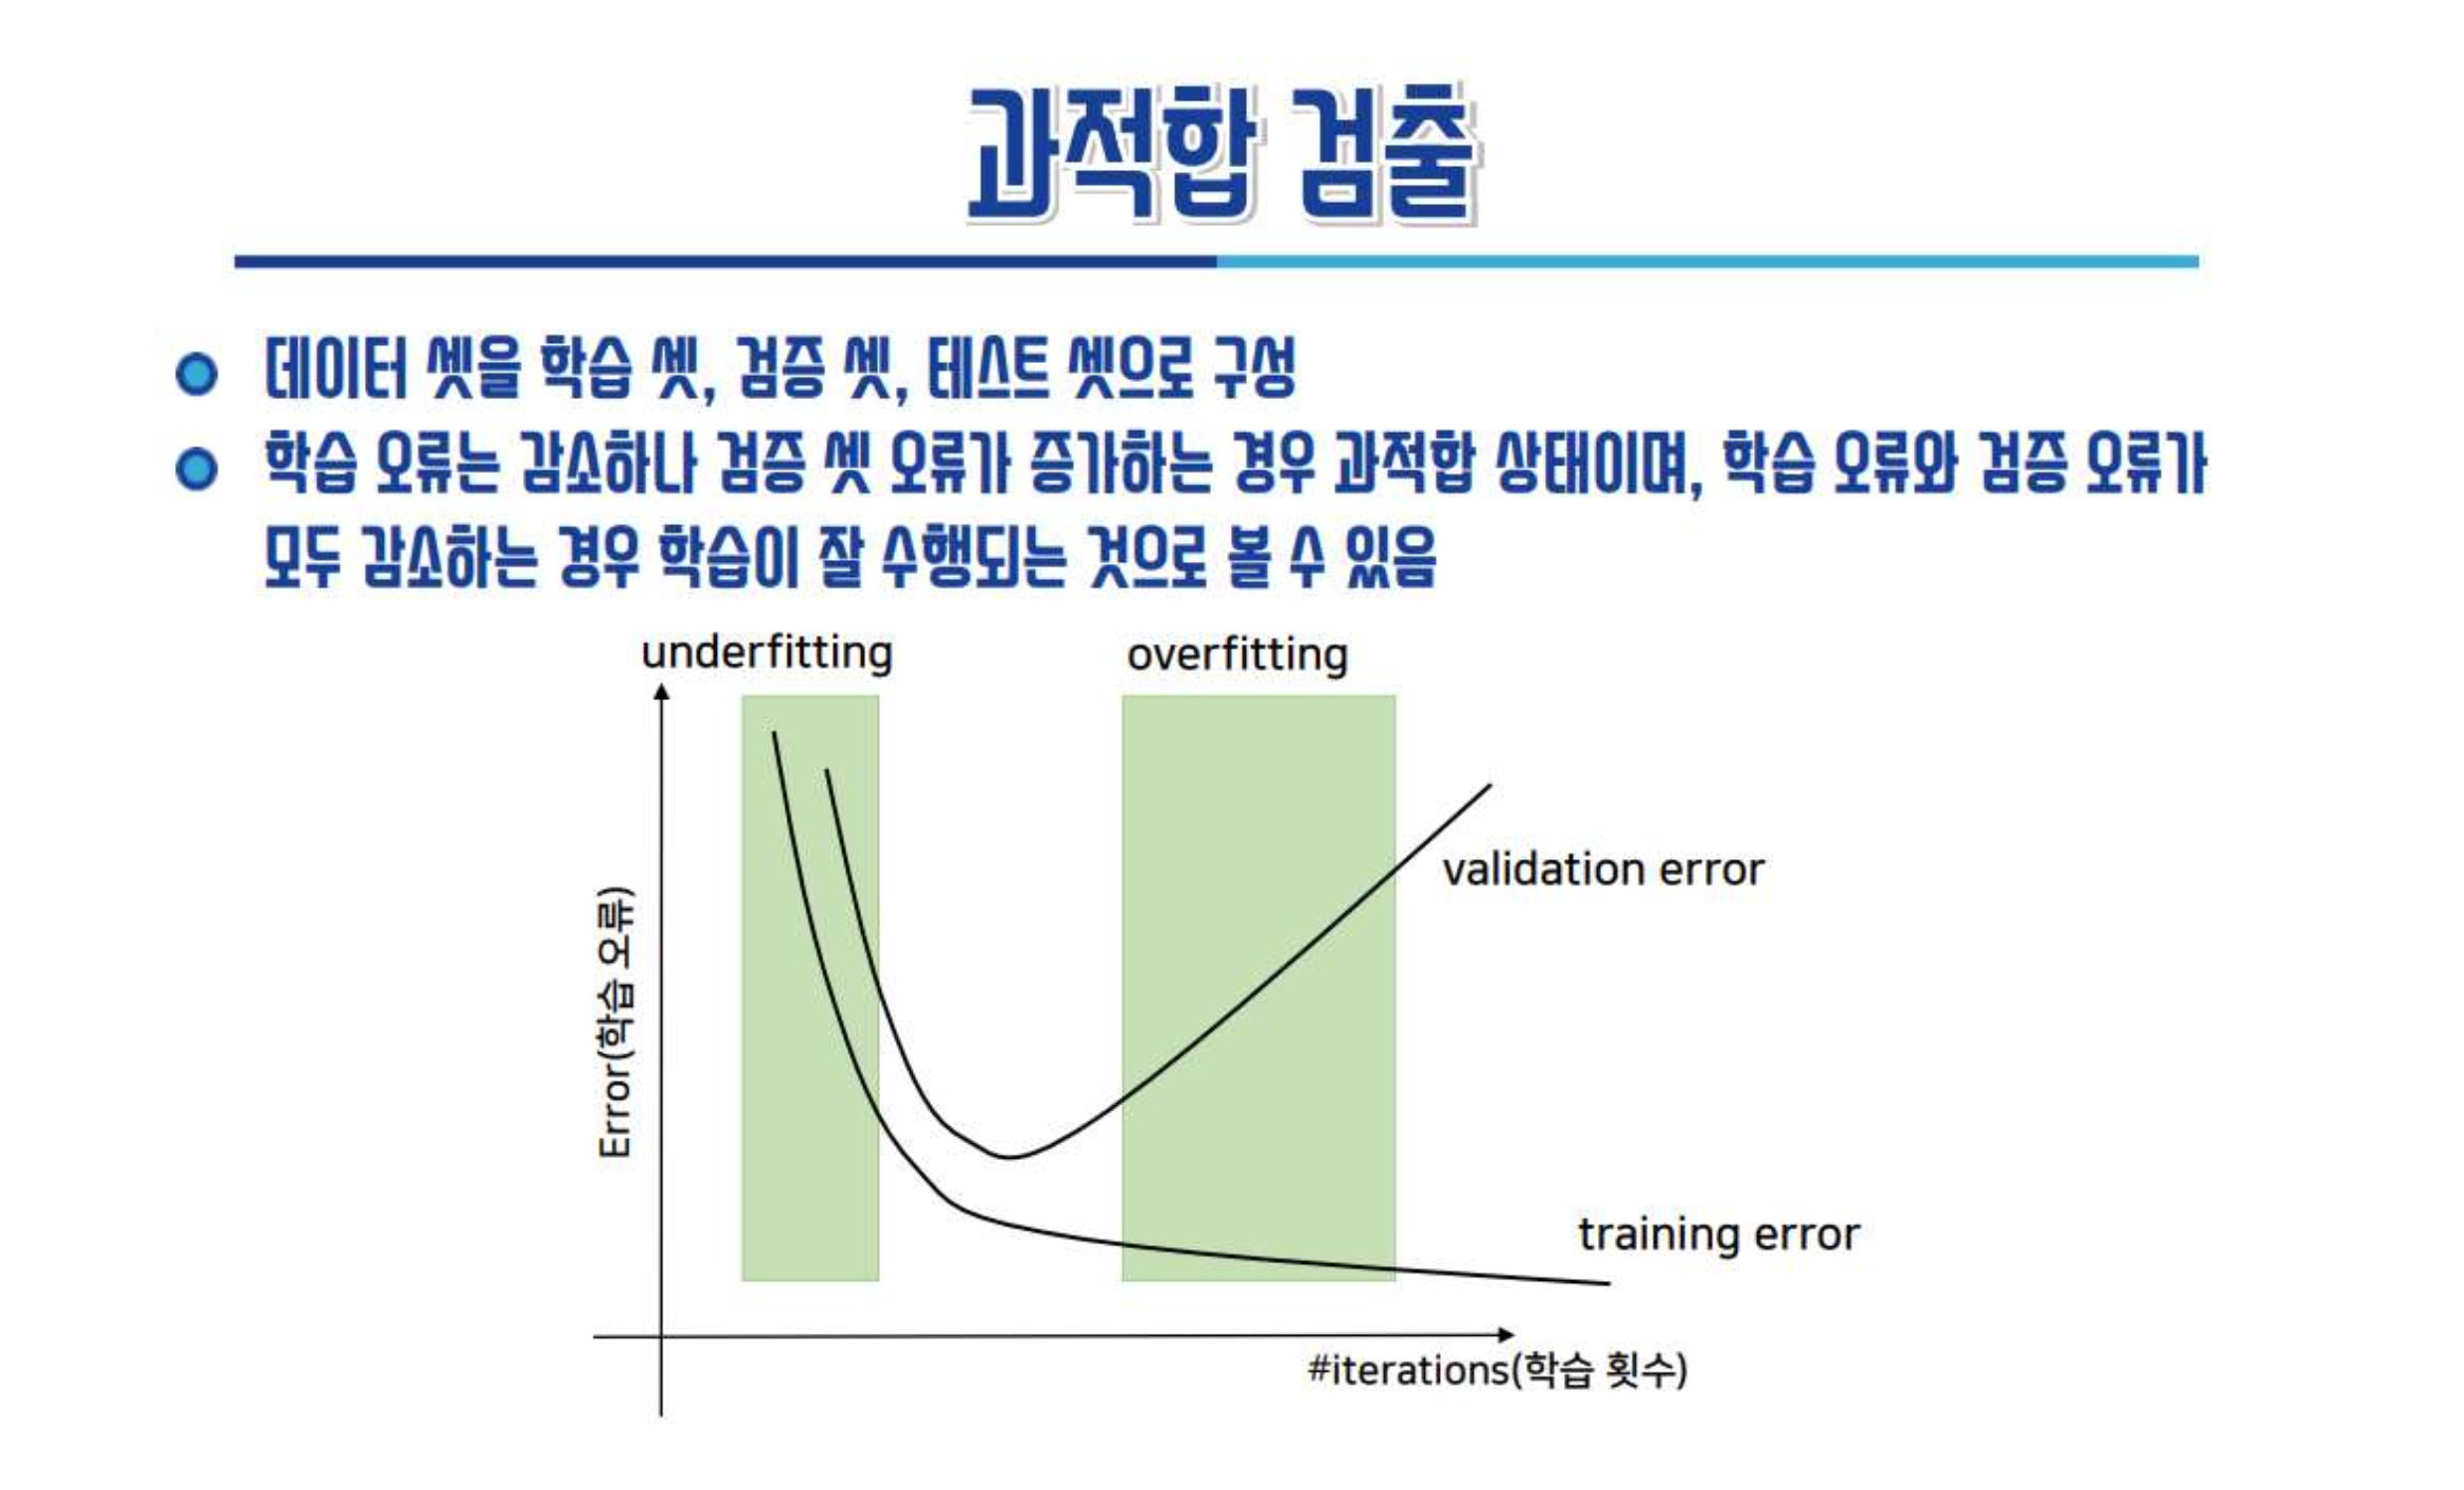 과적합 검출
데이터 셋을 학습 셋, 검증 셋, 테스트 셋으로 구성
학습 오류는 감소하나 검증 셋 오류가 증가하는 경우 과적합 상태이며, 학습 오류와 검증 오류가
모두 감소하는 경우 학습이 잘 수행되는 것으로 볼 수 있음
underfitting
overfitting
validation error
Error(학습 오류)
training error
#iterations(학습 횟수)